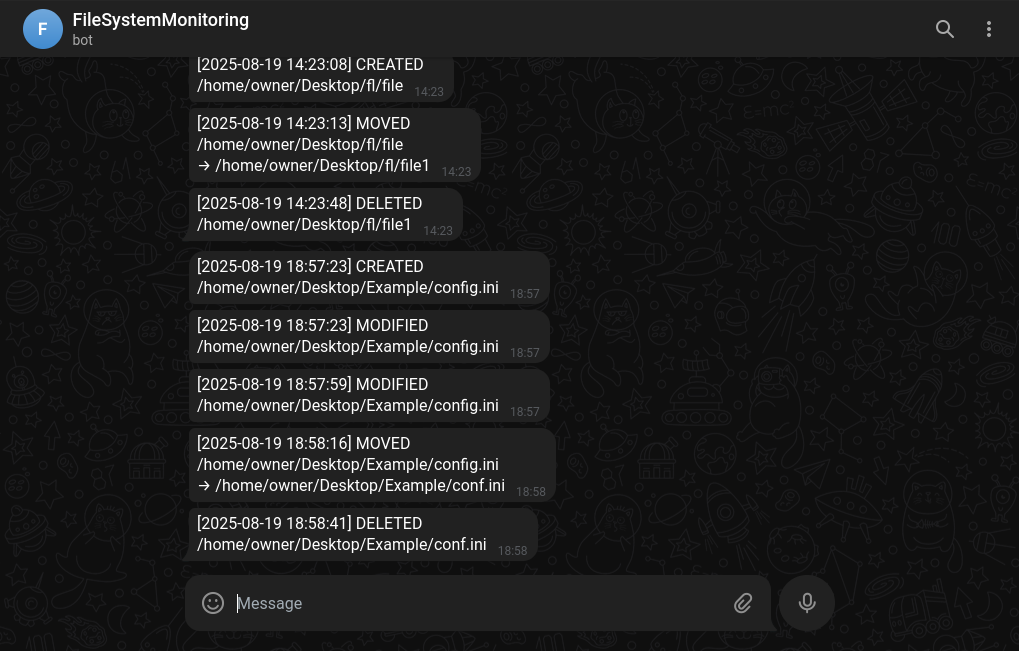 F
FileSystemMonitoring
bot
[2025-08-19 14:23:08] CREATED
/home/owner/Desktop/fl/file 14:23
[2025-08-19 14:23:13] MOVED
/home/owner/Desktop/fl/file
→ /home/owner/Desktop/fl/file1 14:23
[2025-08-19 14:23:48] DELETED
/home/owner/Desktop/fl/file1 14:23
[2025-08-19 18:57:23] CREATED
/home/owner/Desktop/Example/config.ini 18:57
[2025-08-19 18:57:23] MODIFIED
/home/owner/Desktop/Example/config.ini 18:57
[2025-08-19 18:57:59] MODIFIED
/home/owner/Desktop/Example/config.ini 18:57
[2025-08-19 18:58:16] MOVED
/home/owner/Desktop/Example/config.ini
→ /home/owner/Desktop/Example/conf.ini 18:58
[2025-08-19 18:58:41] DELETED
/home/owner/Desktop/Example/conf.ini 18:58
Message